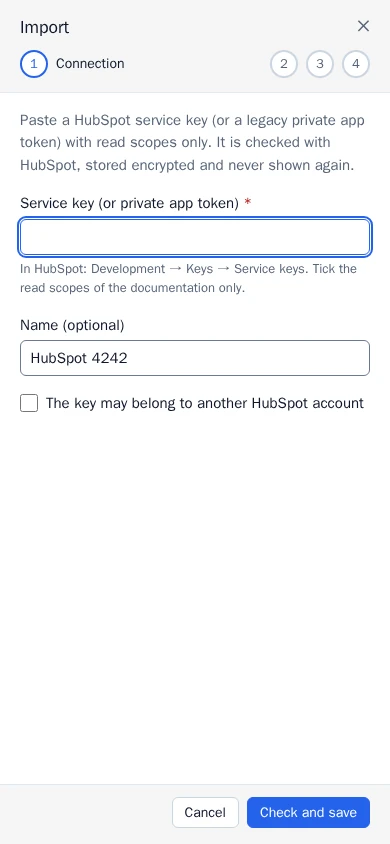 Import
1 Connection 2 3 4
Paste a HubSpot service key (or a legacy private app
token) with read scopes only. It is checked with
HubSpot, stored encrypted and never shown again.
Service key (or private app token) *
In HubSpot: Development → Keys → Service keys. Tick the
read scopes of the documentation only.
Name (optional)
HubSpot 4242
The key may belong to another HubSpot account
Cancel Check and save